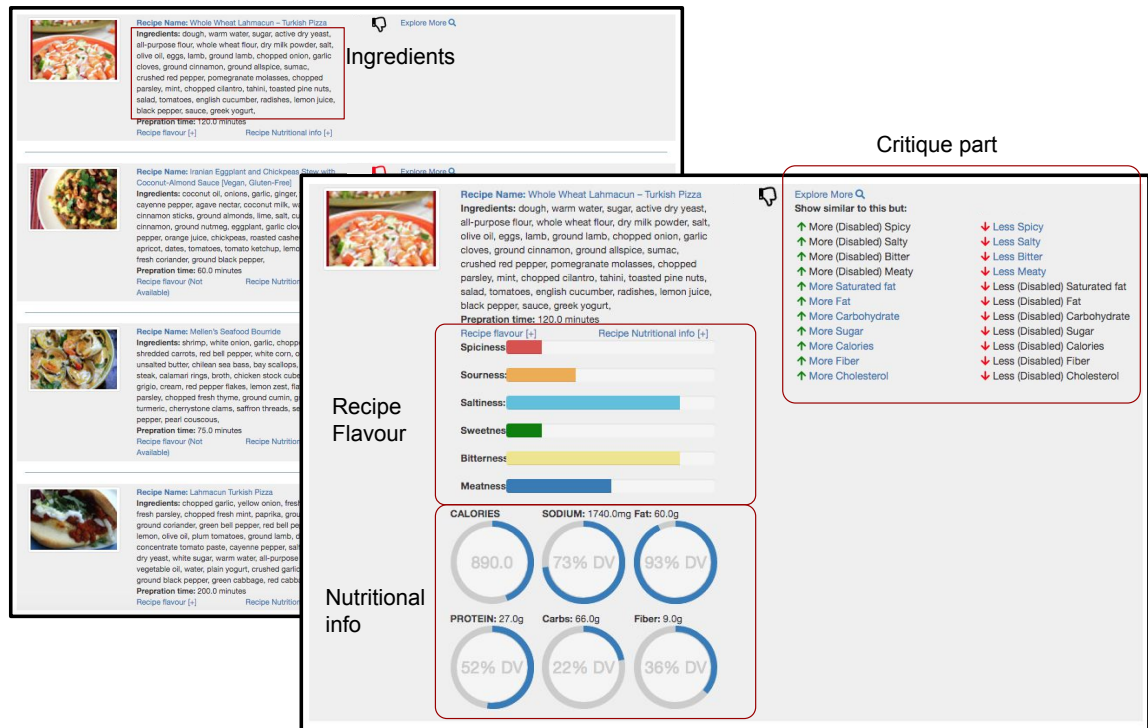 Recipe Name: Whole Wheat Lahmacun – Turkish Pizza
Explore More
Ingredients: dough, warm water, sugar, active dry yeast,
all-purpose flour, whole wheat flour, dry milk powder, salt,
olive oil, eggs, lamb, ground lamb, chopped onion, garlic
cloves, ground cinnamon, ground allspice, sumac,
crushed red pepper, pomegranate molasses, chopped
parsley, mint, chopped cilantro, tahini, toasted pine nuts,
salad, tomatoes, english cucumber, radishes, lemon juice,
black pepper, sauce, greek yogurt,
Prepration time: 120.0 minutes
Recipe flavour [+] Recipe Nutritional info [+]
Ingredients
Recipe Name: Iranian Eggplant and Chickpeas Stew with
Coconut-Almond Sauce [Vegan, Gluten-Free]
Explore More
Ingredients: coconut oil, onions, garlic, ginger,
cayenne pepper, agave nectar, coconut milk,
cinnamon sticks, ground almonds, lime, salt,
ground nutmeg, eggplant, garlic
pepper, orange juice, chickpeas, roasted
apricot, dates, tomatoes, tomato ketchup,
fresh coriander, ground black pepper,
Prepration time: 60.0 minutes
Recipe flavour (Not
Available)
Recipe
Recipe Name: Mellen's Seafood Bourride
Ingredients: shrimp, white onion, garlic,
shredded carrots, red bell pepper, white corn,
unsalted butter, chilean sea bass, bay scallops,
steak, calamari rings, broth, chicken stock
grigio, cream, red pepper flakes, lemon zest,
parsley, chopped fresh thyme, ground cumin,
turmeric, cherrystone clams, saffron threads,
pepper, pearl couscous,
Prepration time: 75.0 minutes
Recipe flavour (Not
Available)
Recipe
Recipe Name: Lahmacun Turkish Pizza
Ingredients: chopped garlic, yellow onion,
fresh parsley, chopped fresh mint, paprika,
ground coriander, green bell pepper, red bell
lemon, olive oil, plum tomatoes, ground lamb,
concentrate tomato paste, cayenne pepper,
dry yeast, white sugar, warm water, all-purpose
vegetable oil, water, plain yogurt, crushed
ground black pepper, green cabbage, red
Prepration time: 200.0 minutes
Recipe flavour [+] Recipe
Critique part
Recipe Name: Whole Wheat Lahmacun – Turkish Pizza
Ingredients: dough, warm water, sugar, active dry yeast,
all-purpose flour, whole wheat flour, dry milk powder, salt,
olive oil, eggs, lamb, ground lamb, chopped onion, garlic
cloves, ground cinnamon, ground allspice, sumac,
crushed red pepper, pomegranate molasses, chopped
parsley, mint, chopped cilantro, tahini, toasted pine nuts,
salad, tomatoes, english cucumber, radishes, lemon juice,
black pepper, sauce, greek yogurt,
Prepration time: 120.0 minutes
Recipe flavour [+] Recipe Nutritional info [+]
Explore More
Show similar to this but:
More (Disabled) Spicy Less Spicy
More (Disabled) Salty Less Salty
More (Disabled) Bitter Less Bitter
More (Disabled) Meaty Less Meaty
More Saturated fat Less (Disabled) Saturated fat
More Fat Less (Disabled) Fat
More Carbohydrate Less (Disabled) Carbohydrate
More Sugar Less (Disabled) Sugar
More Calories Less (Disabled) Calories
More Fiber Less (Disabled) Fiber
More Cholesterol Less (Disabled) Cholesterol
Recipe
Flavour
Spiciness
Sourness:
Saltiness:
Sweetnes
Bitterness
Meatness
Nutritional
info
CALORIES SODIUM: 1740.0mg Fat: 60.0g
890.0 73% DV 93% DV
PROTEIN: 27.0g Carbs: 66.0g Fiber: 9.0g
52% DV 22% DV 36% DV